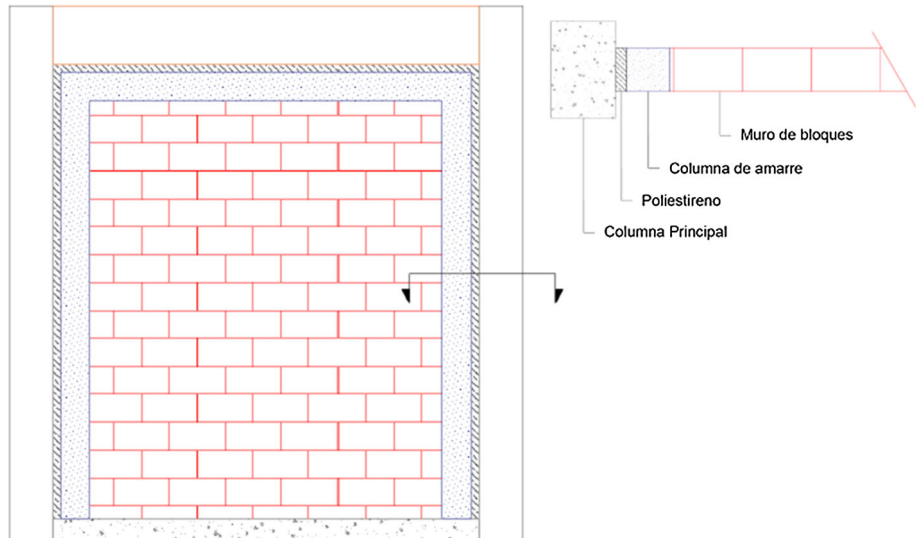 Muro de bloques
Columna de amarre
Poliestireno
Columna Principal